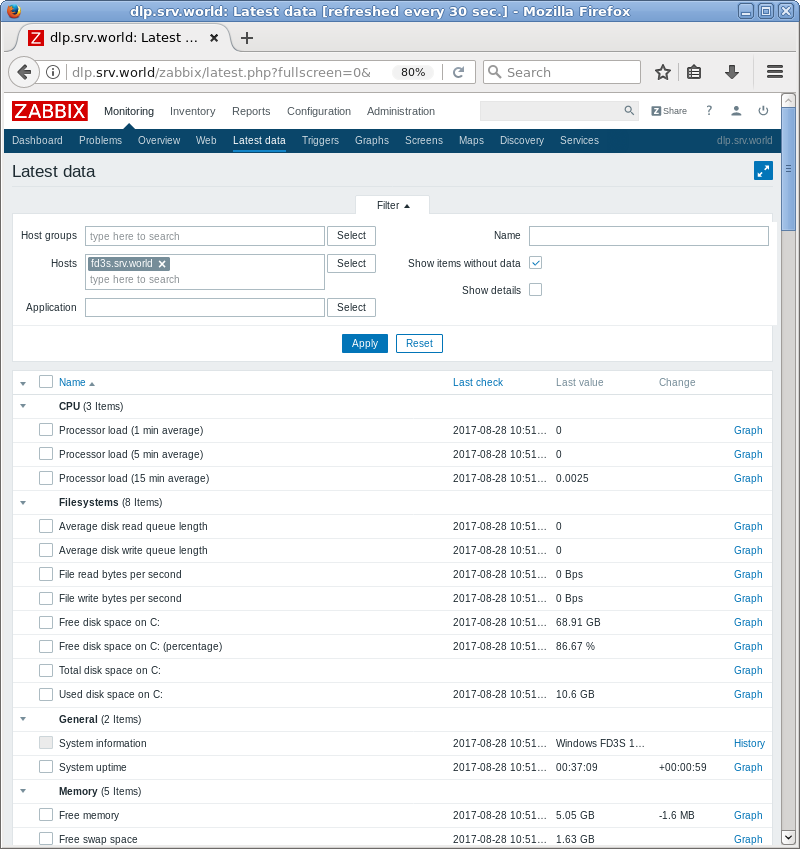 dlp.srv.world: Latest data [refreshed every 30 sec.] - Mozilla Firefox
dlp.srv.world: Latest ...
dlp.srv.world/zabbix/latest.php?fullscreen=0& 80% Search
ZABBIX Monitoring Inventory Reports Configuration Administration Z Share ?
Dashboard Problems Overview Web Latest data Triggers Graphs Screens Maps Discovery Services dlp.srv.world
Latest data
Filter
Host groups type here to search Select Name
Hosts fd3s.srv.world Select Show items without data
type here to search
Show details
Application Select
Apply Reset
Name Last check Last value Change
CPU (3 Items)
Processor load (1 min average) 2017-08-28 10:51... 0 Graph
Processor load (5 min average) 2017-08-28 10:51... 0 Graph
Processor load (15 min average) 2017-08-28 10:51... 0.0025 Graph
Filesystems (8 Items)
Average disk read queue length 2017-08-28 10:51... 0 Graph
Average disk write queue length 2017-08-28 10:51... 0 Graph
File read bytes per second 2017-08-28 10:51... 0 Bps Graph
File write bytes per second 2017-08-28 10:51... 0 Bps Graph
Free disk space on C: 2017-08-28 10:51... 68.91 GB Graph
Free disk space on C: (percentage) 2017-08-28 10:51... 86.67 % Graph
Total disk space on C: Graph
Used disk space on C: 2017-08-28 10:51... 10.6 GB Graph
General (2 Items)
System information 2017-08-28 10:51... Windows FD3S 1... History
System uptime 2017-08-28 10:51... 00:37:09 +00:00:59 Graph
Memory (5 Items)
Free memory 2017-08-28 10:51... 5.05 GB -1.6 MB Graph
Free swap space 2017-08-28 10:51... 1.63 GB Graph